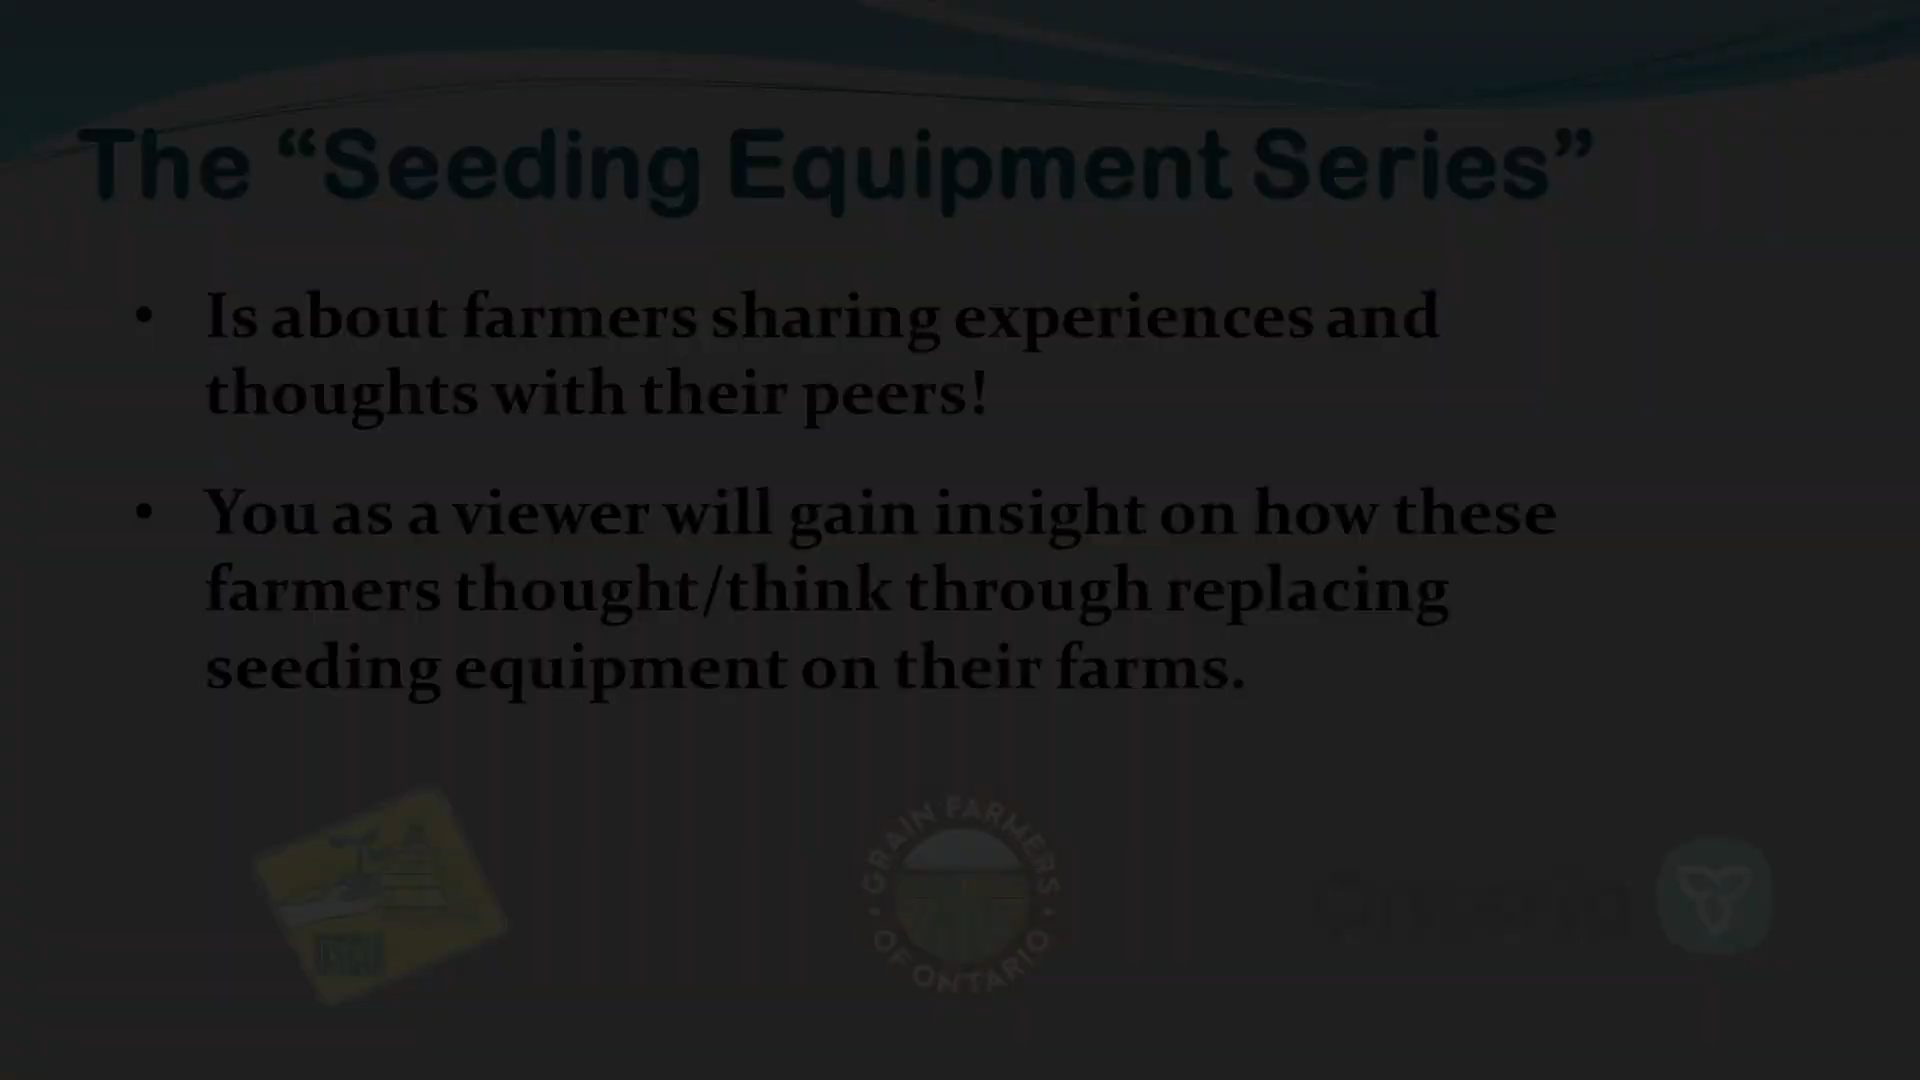 The “Seeding Equipment Series”
• Is about farmers sharing experiences and
thoughts with their peers!
• You as a viewer will gain insight on how these
farmers thought/think through replacing
seeding equipment on their farms.
GRAIN FARMERS
OF ONTARIO